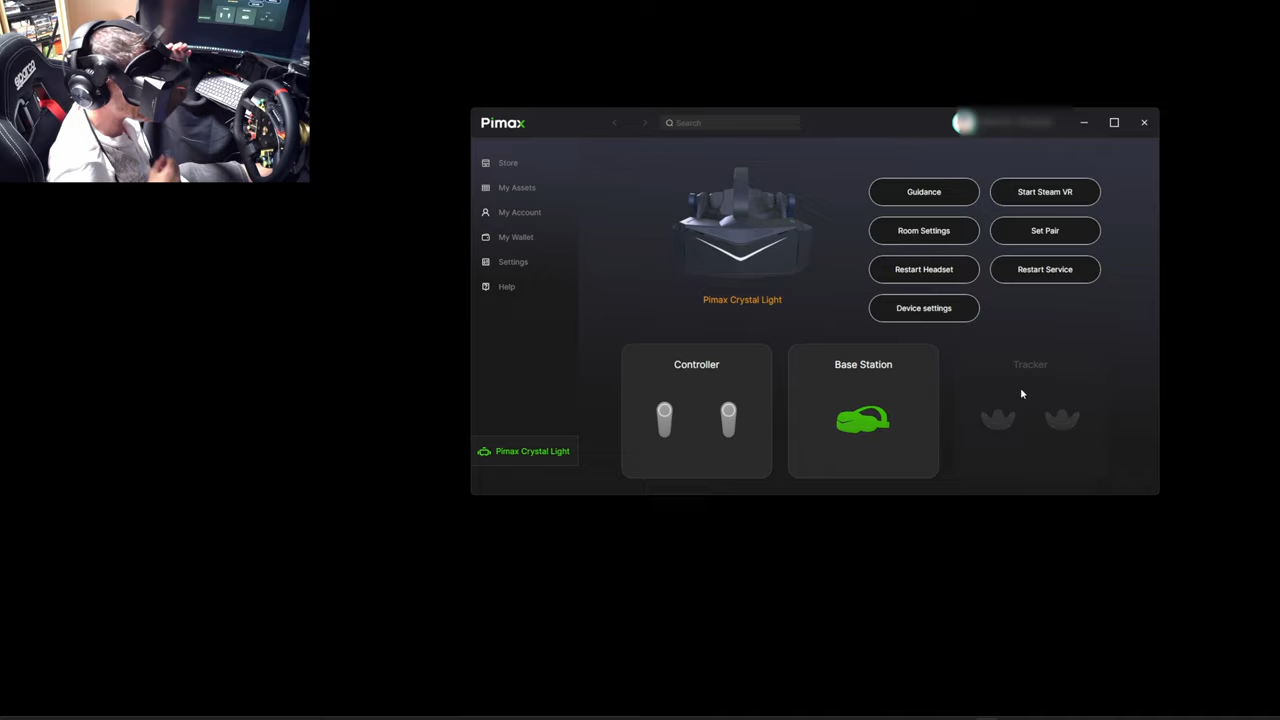 sparco
Pimax
Search
Store
My Assets
My Account
My Wallet
Settings
Help
Pimax Crystal Light
Pimax Crystal Light
Guidance
Start Steam VR
Room Settings
Set Pair
Restart Headset
Restart Service
Device settings
Controller
Base Station
Tracker